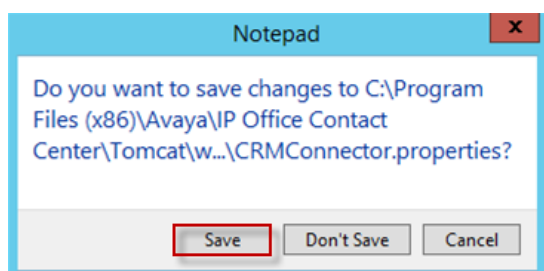 Notepad
x
Do you want to save changes to C:\Program
Files (x86)\Avaya\IP Office Contact
Center\Tomcat\w...\CRMConnector.properties?
Save Don't Save Cancel